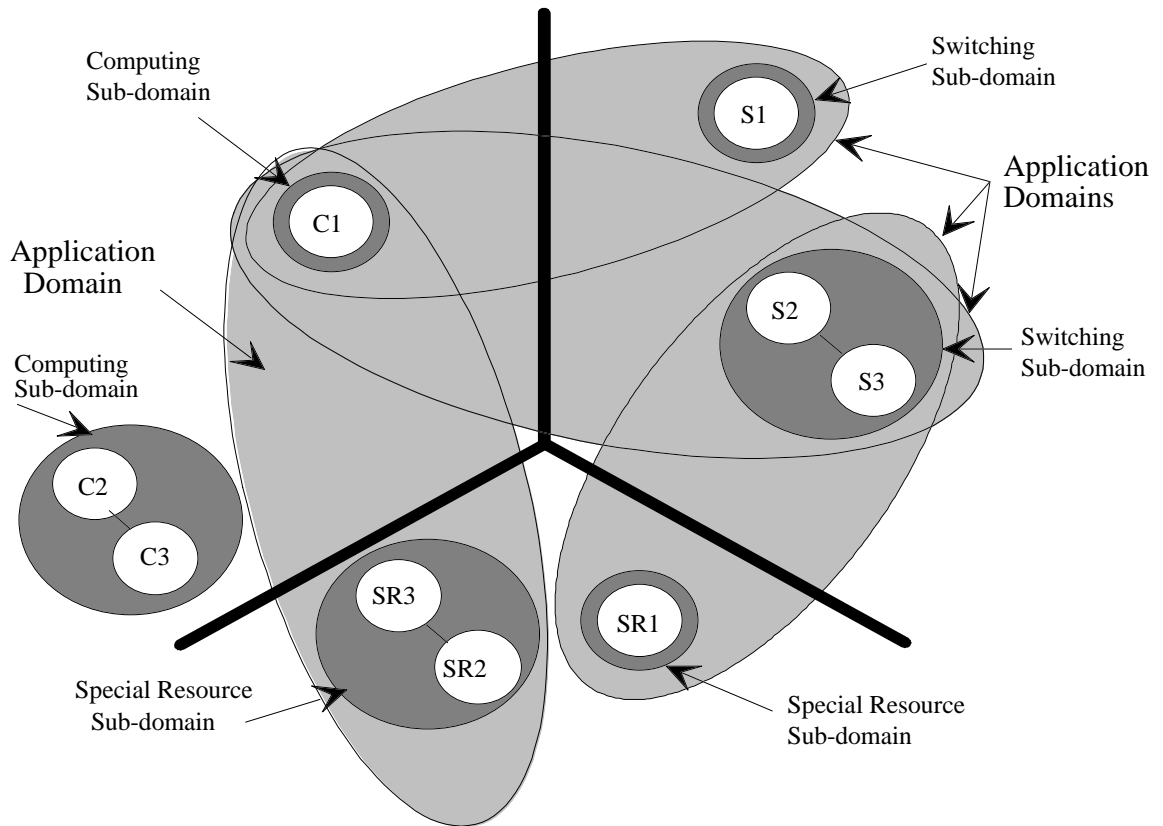 Computing
Sub-domain
Switching
Sub-domain
S1
Application
Domains
C1
Application
Domain
S2
S3
Switching
Sub-domain
Computing
Sub-domain
C2
C3
SR3
SR2
SR1
Special Resource
Sub-domain
Special Resource
Sub-domain